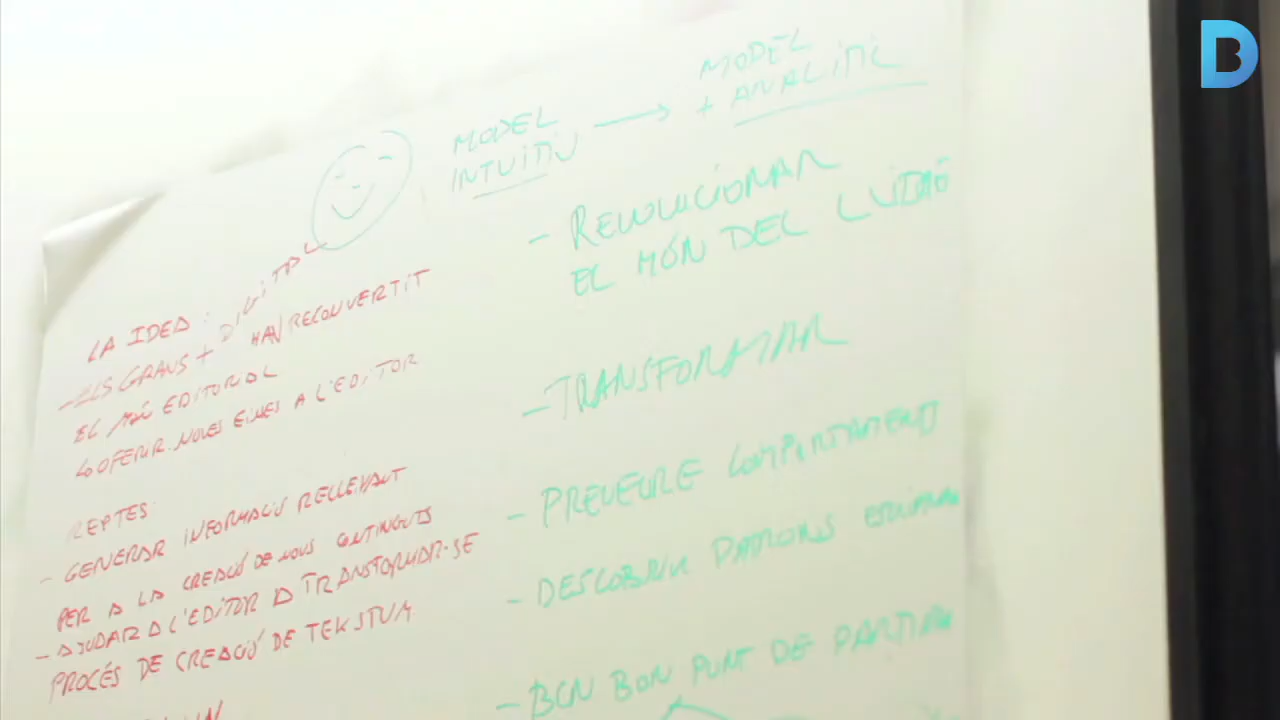 MODEL
INTUITIU
MODEL
+ ANALÍTIC
LA IDEA:
- ELS GRANS + DIGITAL HAN RECONVERTIT
EL MÓN EDITORIAL
OFERIR NOVES EINES A L'EDITOR
REPTES:
- GENERAR INFORMACIÓ RELLEVANT
PER A LA CREACIÓ DE NOUS CONTINGUTS
- AJUDAR A L'EDITOR A TRANSFORMAR-SE
PROCÉS DE CREACIÓ DE TEKSTUM
- REVOLUCIONAR
EL MÓN DEL LLIBRE
- TRANSFORMAR
- PREVEURE COMPORTAMENTS
- DESCOBRIR PATRONS
- BCN BON PUNT DE PARTIDA